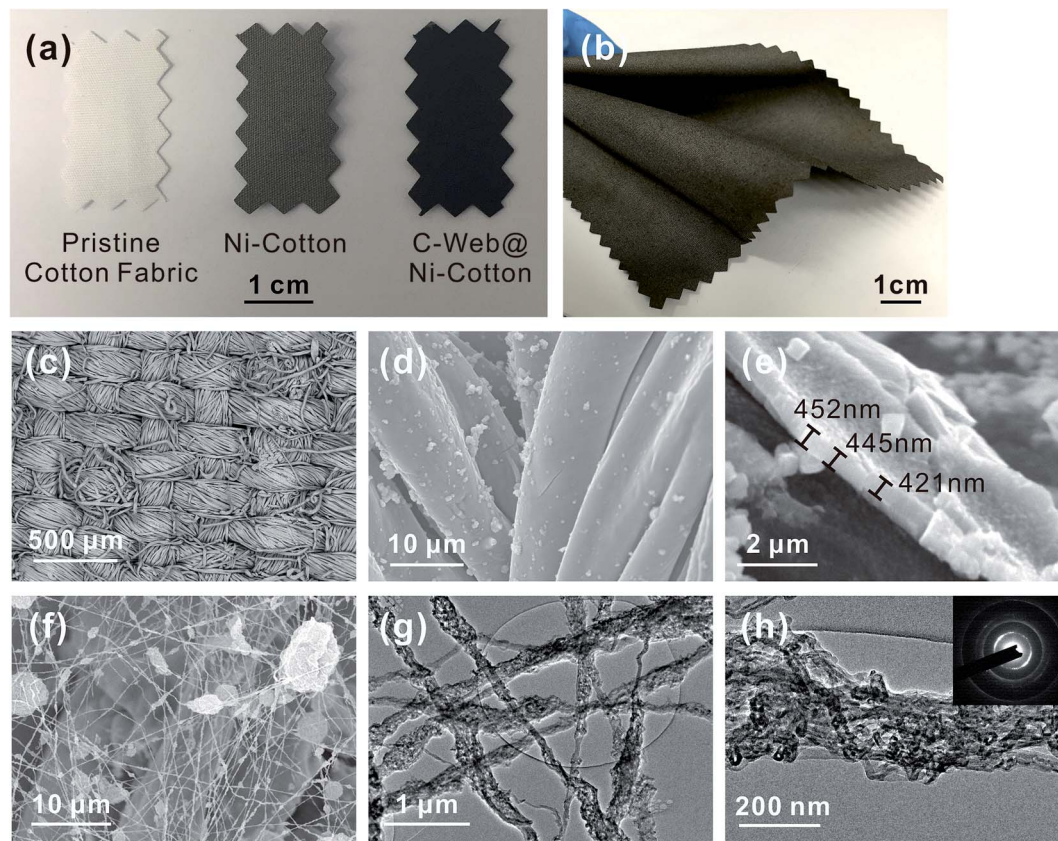 (a)
Pristine
Cotton Fabric
Ni-Cotton
C-Web@
Ni-Cotton
1 cm
(b)
1cm
(c)
500 μm
(d)
10 μm
(e)
452nm
445nm
421nm
2 μm
(f)
10 μm
(g)
1 μm
(h)
200 nm